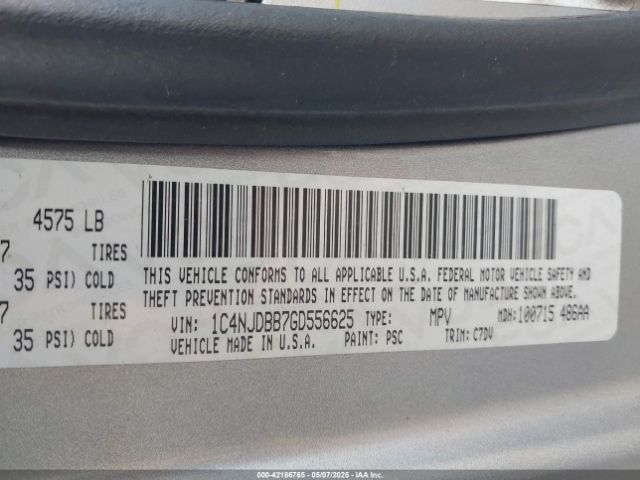 4575 LB
7 TIRES
35 PSI) COLD
7 TIRES
35 PSI) COLD
THIS VEHICLE CONFORMS TO ALL APPLICABLE U.S.A. FEDERAL MOTOR VEHICLE SAFETY AND
THEFT PREVENTION STANDARDS IN EFFECT ON THE DATE OF MANUFACTURE SHOWN ABOVE.
VIN: 1C4NJDBB7GD556625 TYPE: MPV MDH:100715 486AA
VEHICLE MADE IN U.S.A. PAINT: PSC TRIM: C7DV
000-42186765 - 05/07/2025 - IAAI.COM